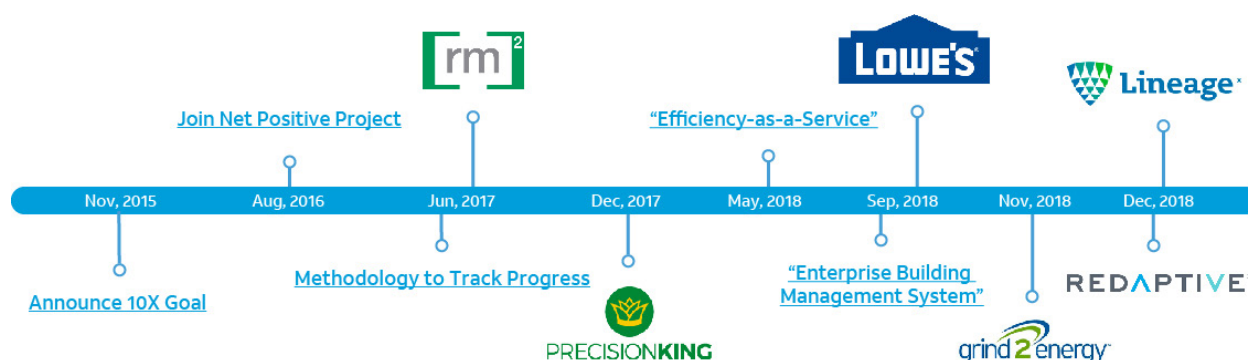 [rm]2
LOWE'S
Lineage
Join Net Positive Project
"Efficiency-as-a-Service"
Nov, 2015
Aug, 2016
Jun, 2017
Dec, 2017
May, 2018
Sep, 2018
Nov, 2018
Dec, 2018
Announce 10X Goal
Methodology to Track Progress
PRECISIONKING
"Enterprise Building
Management System"
grind2energy
REDAPTIVE